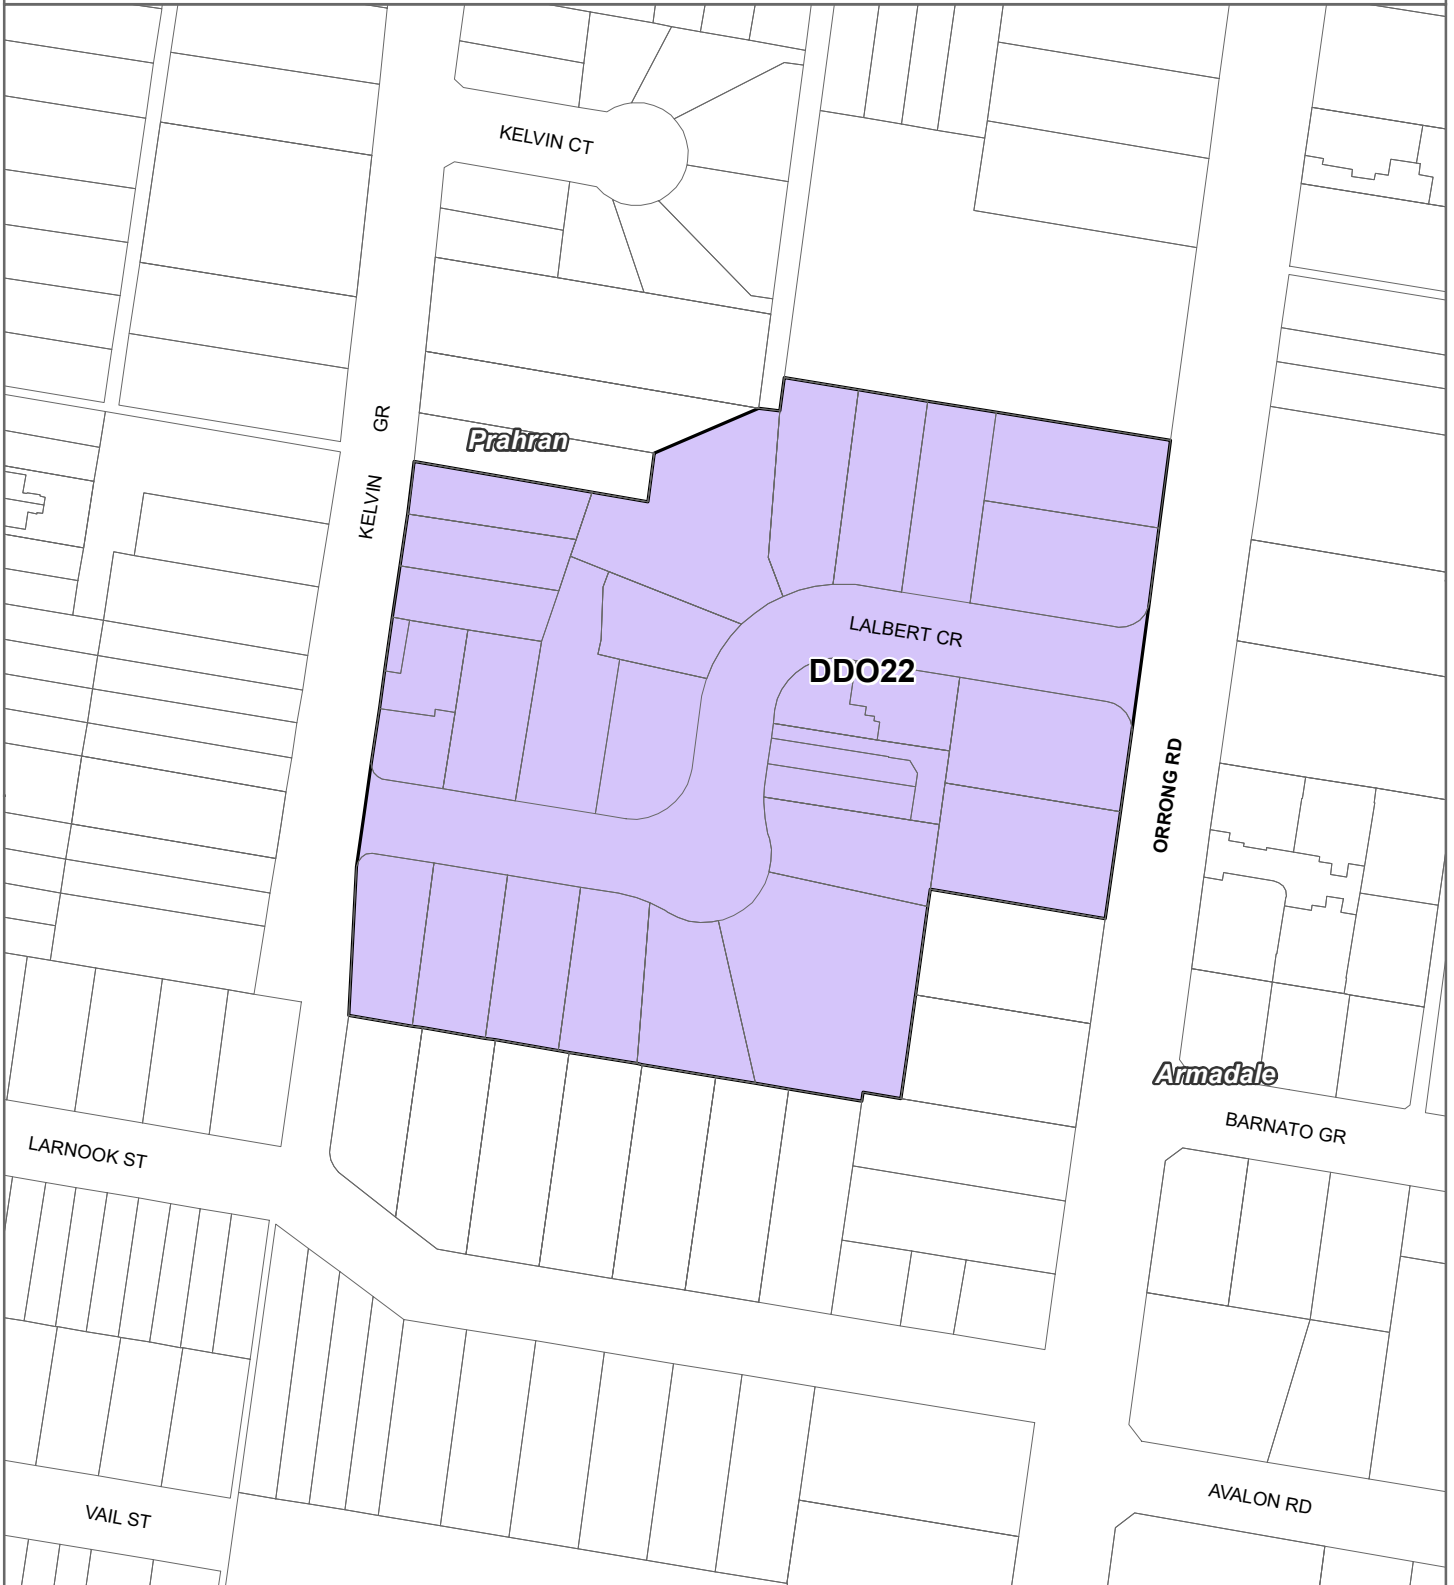 KELVIN CT
KELVIN GR
Prahran
LALBERT CR
DDO22
ORRONG RD
Armadale
BARNATO GR
LARNOOK ST
AVALON RD
VAIL ST